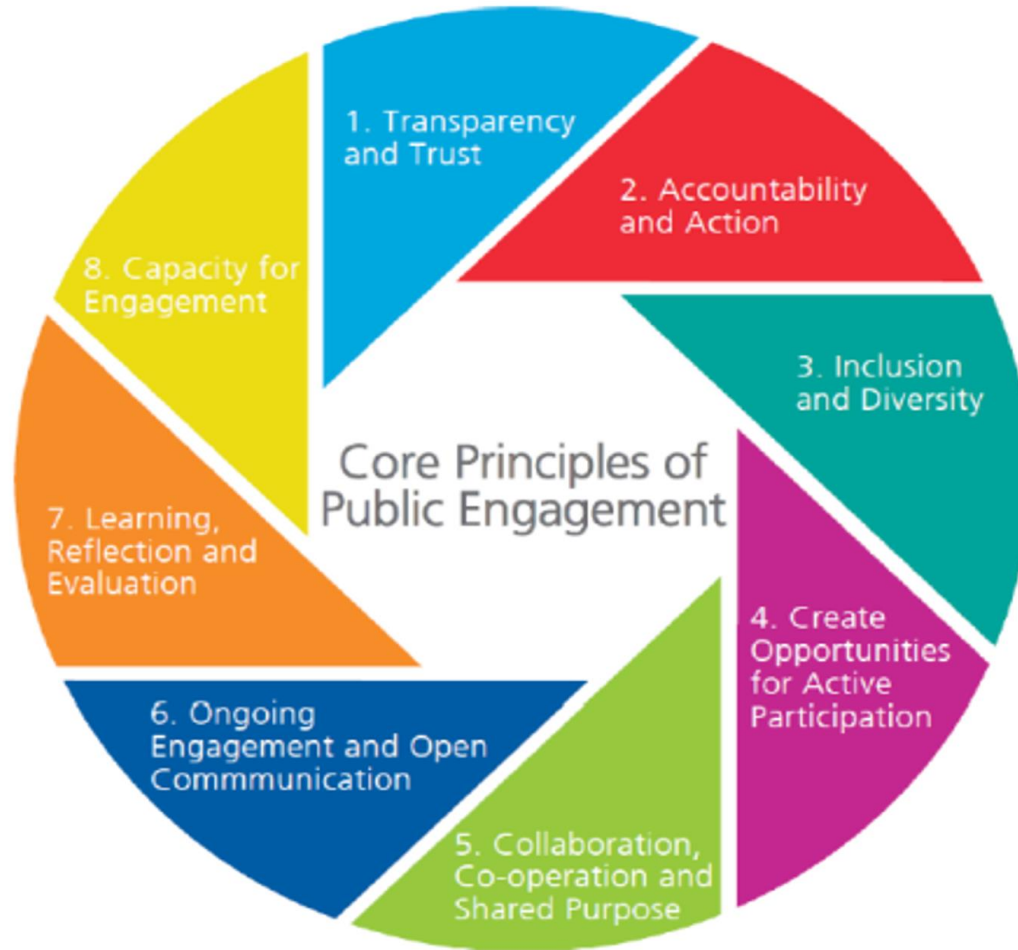 1. Transparency
and Trust
2. Accountability
and Action
3. Inclusion
and Diversity
4. Create
Opportunities
for Active
Participation
5. Collaboration,
Co-operation and
Shared Purpose
6. Ongoing
Engagement and Open
Commmunication
7. Learning,
Reflection and
Evaluation
8. Capacity for
Engagement
Core Principles of
Public Engagement